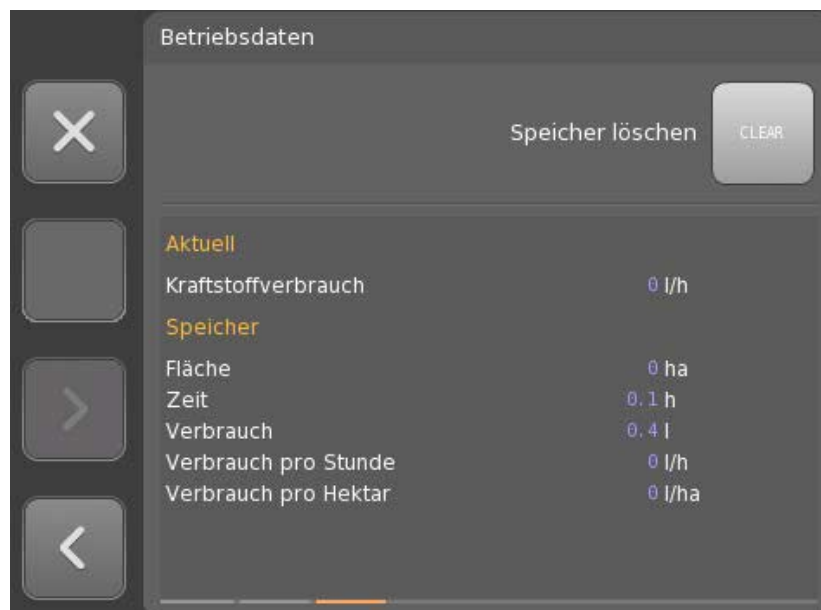 Betriebsdaten
Speicher löschen CLEAR
Aktuell
Kraftstoffverbrauch 0 l/h
Speicher
Fläche 0 ha
Zeit 0.1 h
Verbrauch 0.4 l
Verbrauch pro Stunde 0 l/h
Verbrauch pro Hektar 0 l/ha